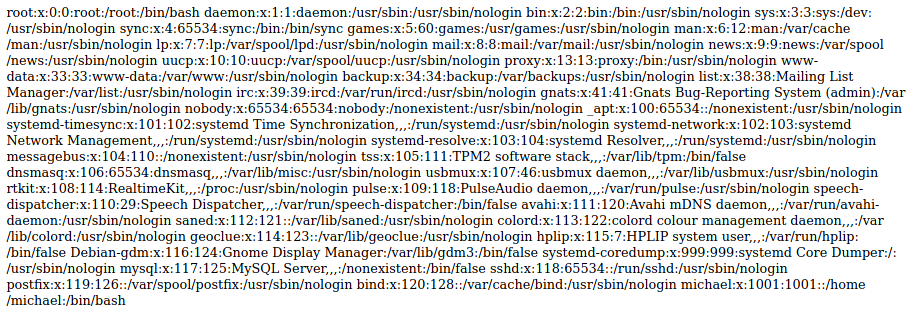 root:x:0:0:root:/root:/bin/bash daemon:x:1:1:daemon:/usr/sbin:/usr/sbin/nologin bin:x:2:2:bin:/bin:/usr/sbin/nologin sys:x:3:3:sys:/dev:
/usr/sbin/nologin sync:x:4:65534:sync:/bin:/bin/sync games:x:5:60:games:/usr/games:/usr/sbin/nologin man:x:6:12:man:/var/cache
/man:/usr/sbin/nologin lp:x:7:7:lp:/var/spool/lpd:/usr/sbin/nologin mail:x:8:8:mail:/var/mail:/usr/sbin/nologin news:x:9:9:news:/var/spool
/news:/usr/sbin/nologin uucp:x:10:10:uucp:/var/spool/uucp:/usr/sbin/nologin proxy:x:13:13:proxy:/bin:/usr/sbin/nologin www-
data:x:33:33:www-data:/var/www:/usr/sbin/nologin backup:x:34:34:backup:/var/backups:/usr/sbin/nologin list:x:38:38:Mailing List
Manager:/var/list:/usr/sbin/nologin irc:x:39:39:ircd:/var/run/ircd:/usr/sbin/nologin gnats:x:41:41:Gnats Bug-Reporting System (admin):/var
/lib/gnats:/usr/sbin/nologin nobody:x:65534:65534:nobody:/nonexistent:/usr/sbin/nologin _apt:x:100:65534::/nonexistent:/usr/sbin/nologin
systemd-timesync:x:101:102:systemd Time Synchronization,,,:/run/systemd:/usr/sbin/nologin systemd-network:x:102:103:systemd
Network Management,,,:/run/systemd:/usr/sbin/nologin systemd-resolve:x:103:104:systemd Resolver,,,:/run/systemd:/usr/sbin/nologin
messagebus:x:104:110::/nonexistent:/usr/sbin/nologin tss:x:105:111:TPM2 software stack,,,:/var/lib/tpm:/bin/false
dnsmasq:x:106:65534:dnsmasq,,,:/var/lib/misc:/usr/sbin/nologin usbmux:x:107:46:usbmux daemon,,,:/var/lib/usbmux:/usr/sbin/nologin
rtkit:x:108:114:RealtimeKit,,,:/proc:/usr/sbin/nologin pulse:x:109:118:PulseAudio daemon,,,:/var/run/pulse:/usr/sbin/nologin speech-
dispatcher:x:110:29:Speech Dispatcher,,,:/var/run/speech-dispatcher:/bin/false avahi:x:111:120:Avahi mDNS daemon,,,:/var/run/avahi-
daemon:/usr/sbin/nologin saned:x:112:121::/var/lib/saned:/usr/sbin/nologin colord:x:113:122:colord colour management daemon,,,:/var
/lib/colord:/usr/sbin/nologin geoclue:x:114:123::/var/lib/geoclue:/usr/sbin/nologin hplip:x:115:7:HPLIP system user,,,:/var/run/hplip:
/bin/false Debian-gdm:x:116:124:Gnome Display Manager:/var/lib/gdm3:/bin/false systemd-coredump:x:999:999:systemd Core Dumper:/:
/usr/sbin/nologin mysql:x:117:125:MySQL Server,,,:/nonexistent:/bin/false sshd:x:118:65534::/run/sshd:/usr/sbin/nologin
postfix:x:119:126::/var/spool/postfix:/usr/sbin/nologin bind:x:120:128::/var/cache/bind:/usr/sbin/nologin michael:x:1001:1001::/home
/michael:/bin/bash